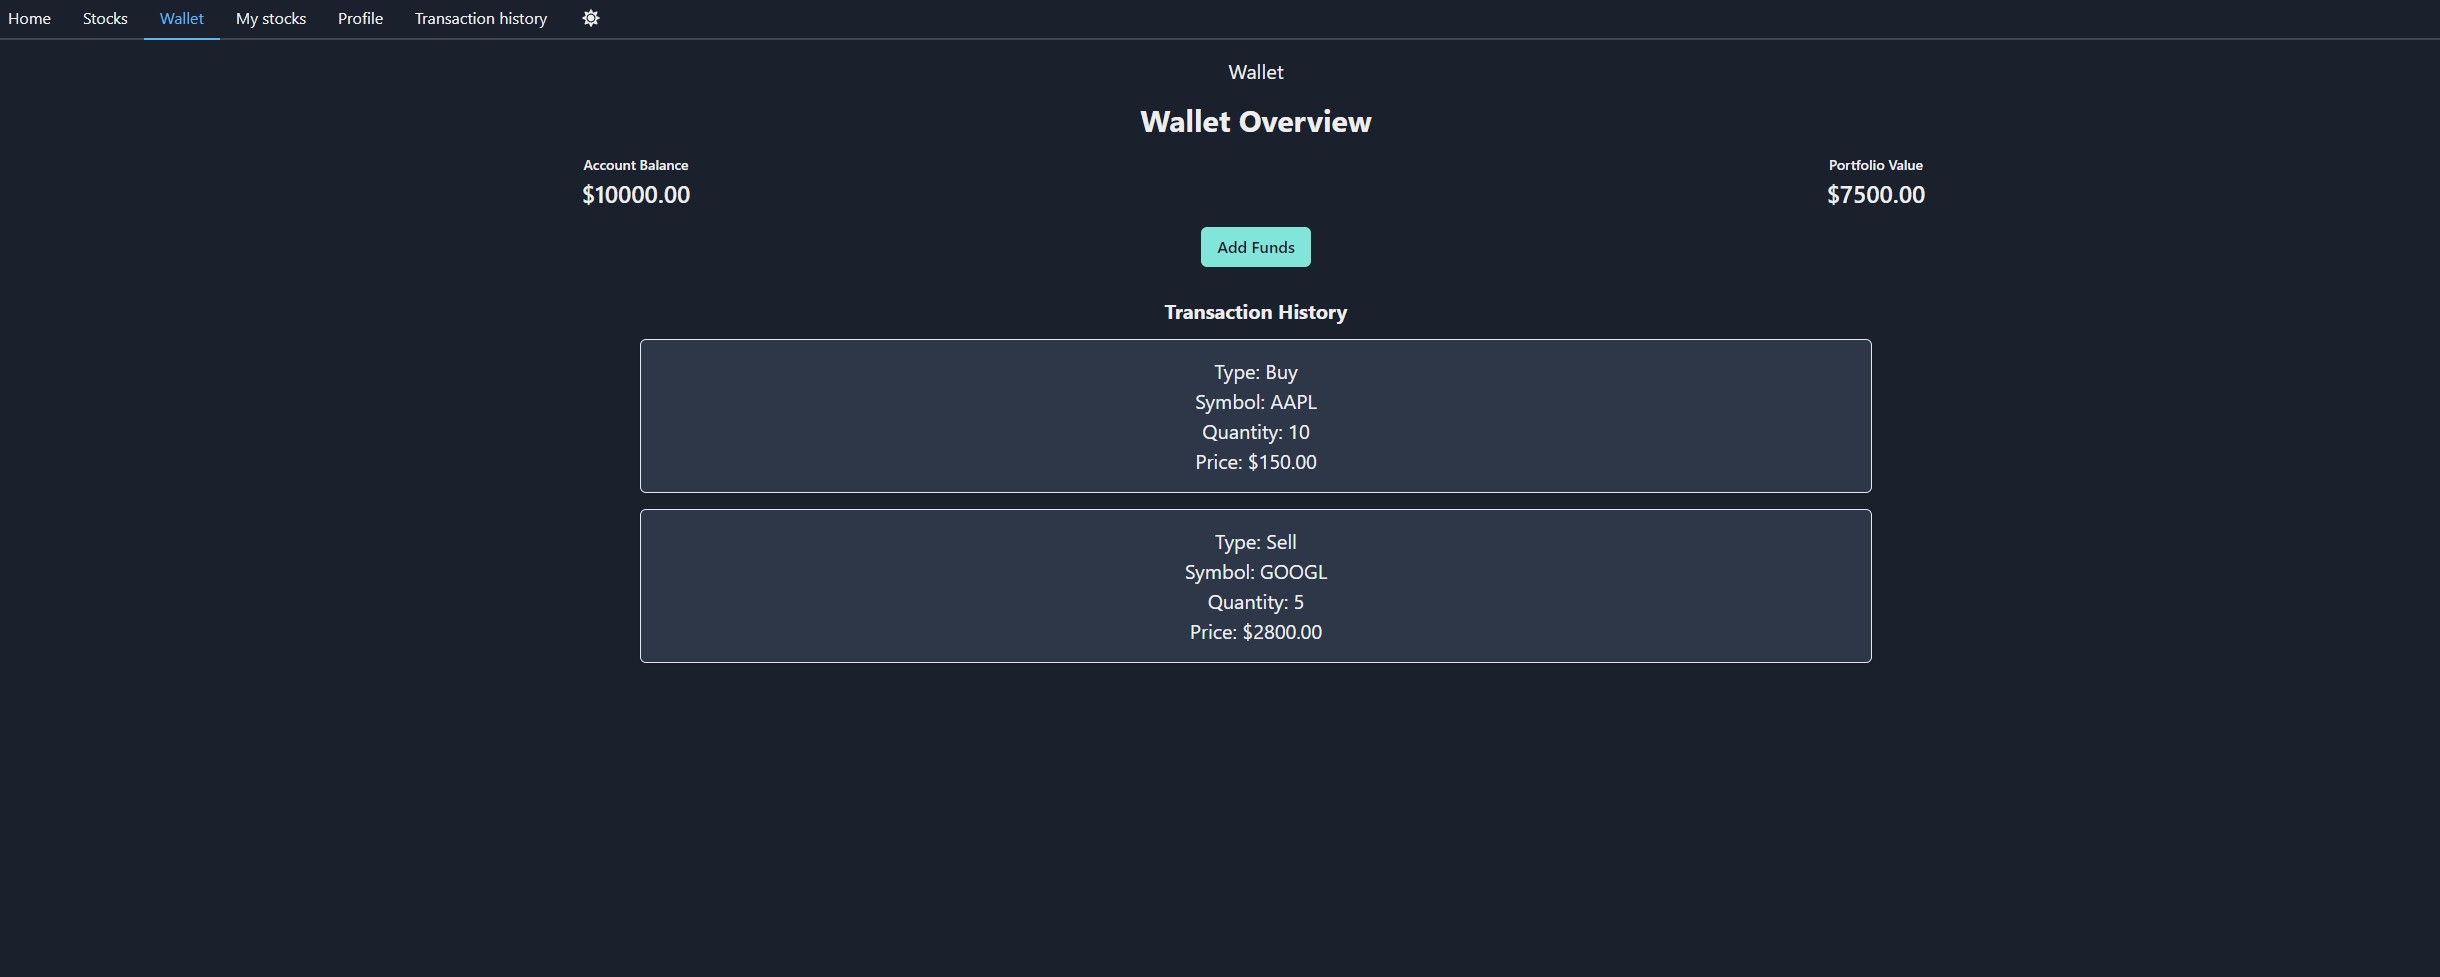 Home Stocks Wallet My stocks Profile Transaction history
Wallet
Wallet Overview
Account Balance Portfolio Value
$10000.00 $7500.00
Add Funds
Transaction History
Type: Buy
Symbol: AAPL
Quantity: 10
Price: $150.00
Type: Sell
Symbol: GOOGL
Quantity: 5
Price: $2800.00